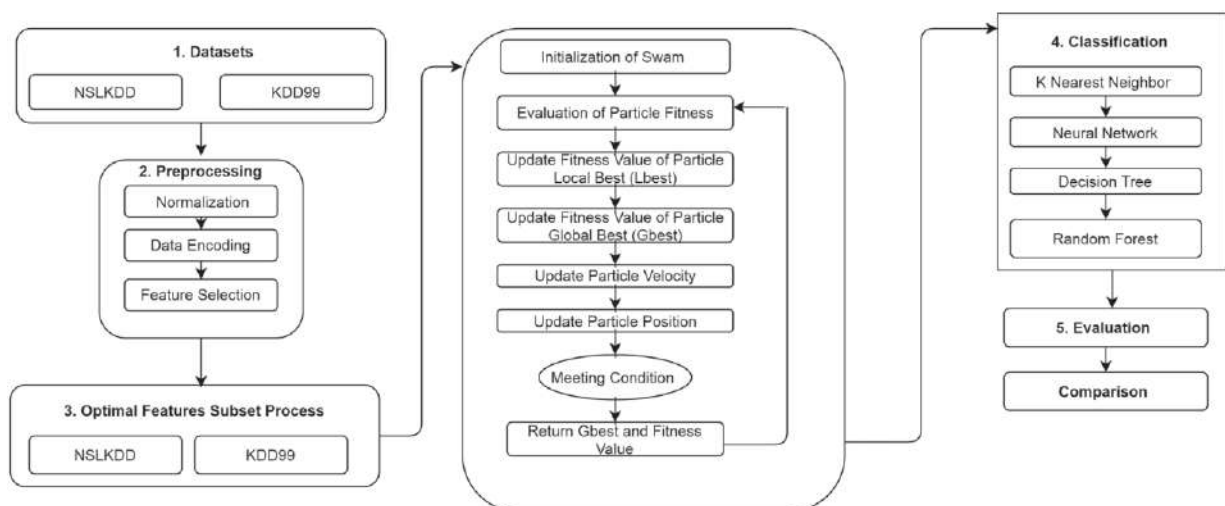 1. Datasets
NSLKDD
KDD99
2. Preprocessing
Normalization
Data Encoding
Feature Selection
3. Optimal Features Subset Process
NSLKDD
KDD99
Initialization of Swam
Evaluation of Particle Fitness
Update Fitness Value of Particle
Local Best (Lbest)
Update Fitness Value of Particle
Global Best (Gbest)
Update Particle Velocity
Update Particle Position
Meeting Condition
Return Gbest and Fitness
Value
4. Classification
K Nearest Neighbor
Neural Network
Decision Tree
Random Forest
5. Evaluation
Comparison